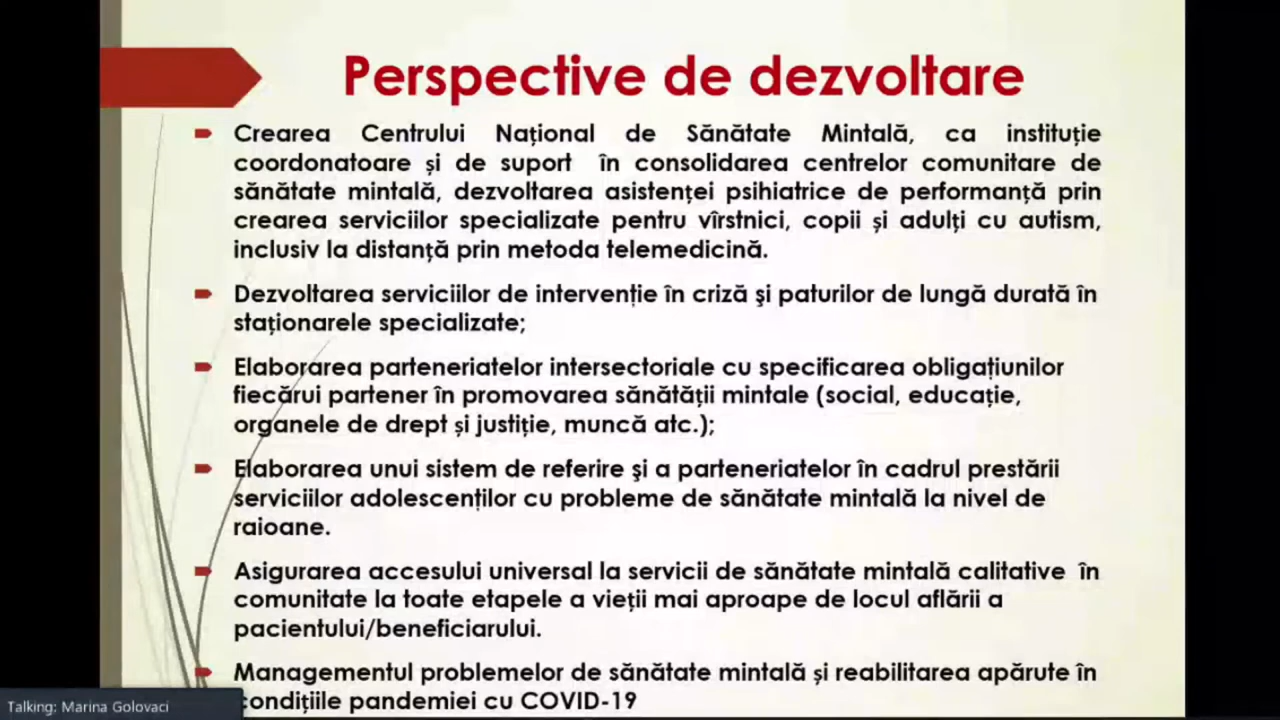 Perspective de dezvoltare
Crearea Centrului Național de Sănătate Mintală, ca instituție
coordonatoare și de suport în consolidarea centrelor comunitare de
sănătate mintală, dezvoltarea asistenței psihiatrice de performanță prin
crearea serviciilor specializate pentru vîrstnici, copii și adulți cu autism,
inclusiv la distanță prin metoda telemedicină.
Dezvoltarea serviciilor de intervenție în criză şi paturilor de lungă durată în
staționarele specializate;
Elaborarea parteneriatelor intersectoriale cu specificarea obligațiunilor
fiecărui partener în promovarea sănătății mintale (social, educație,
organele de drept și justiție, muncă atc.);
Elaborarea unui sistem de referire şi a parteneriatelor în cadrul prestării
serviciilor adolescenților cu probleme de sănătate mintală la nivel de
raioane.
Asigurarea accesului universal la servicii de sănătate mintală calitative în
comunitate la toate etapele a vieții mai aproape de locul aflării a
pacientului/beneficiarului.
Managementul problemelor de sănătate mintală și reabilitarea apărute în
condițiile pandemiei cu COVID-19
Talking: Marina Golovaci